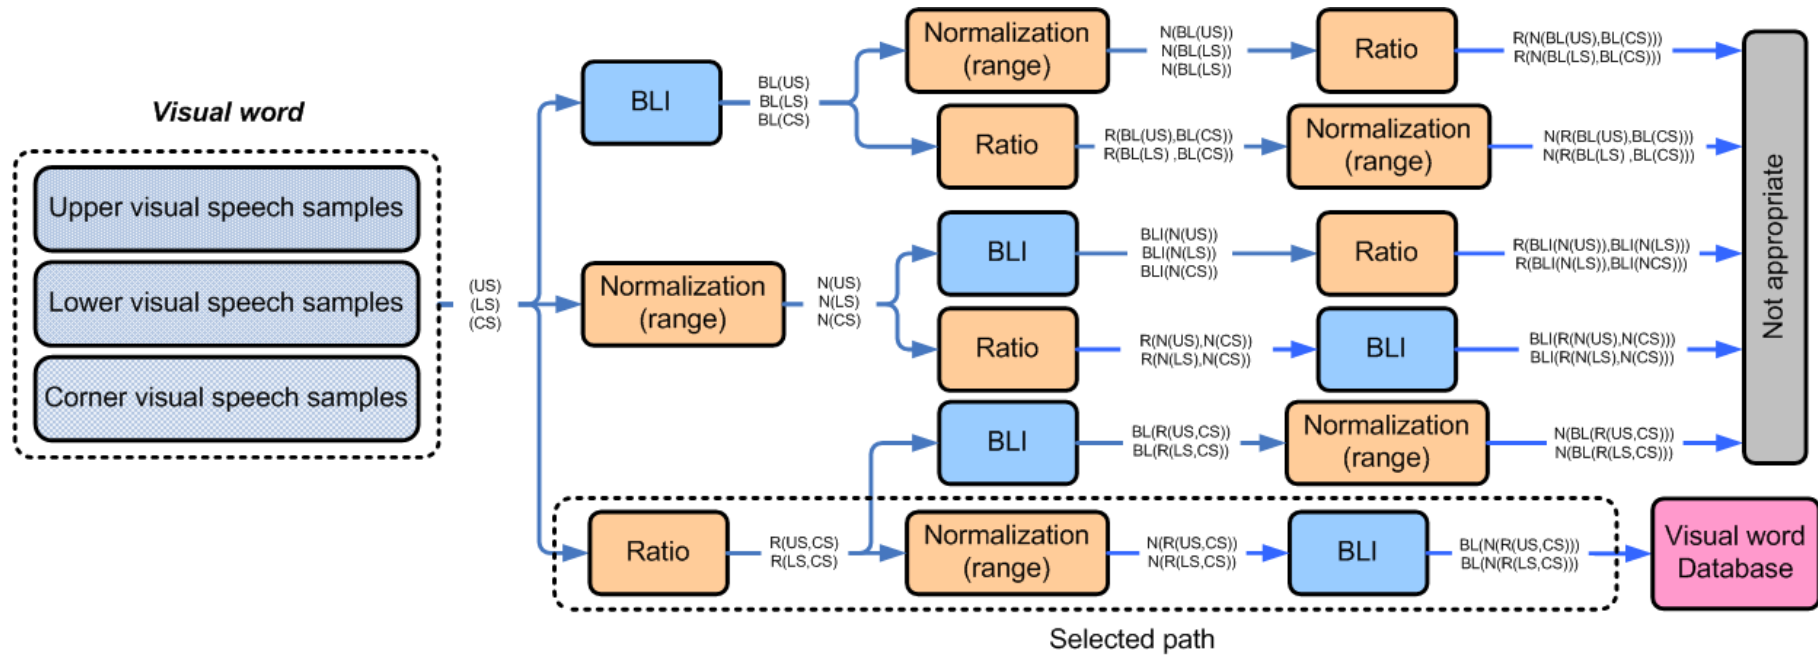 Visual word
Upper visual speech samples
Lower visual speech samples
Corner visual speech samples
(US)
(LS)
(CS)
BLI
BL(US)
BL(LS)
BL(CS)
Normalization
(range)
N(BL(US))
N(BL(LS))
N(BL(LS))
Ratio
R(N(BL(US),BL(CS)))
R(N(BL(LS),BL(CS)))
Ratio
R(BL(US),BL(CS))
R(BL(LS) ,BL(CS))
Normalization
(range)
N(R(BL(US),BL(CS)))
N(R(BL(LS) ,BL(CS)))
Normalization
(range)
N(US)
N(LS)
N(CS)
BLI
BLI(N(US))
BLI(N(LS))
BLI(N(CS))
Ratio
R(BLI(N(US)),BLI(N(LS)))
R(BLI(N(LS)),BLI(NCS)))
Ratio
R(N(US),N(CS))
R(N(LS),N(CS))
BLI
BLI(R(N(US),N(CS)))
BLI(R(N(LS),N(CS)))
BLI
BL(R(US,CS))
BL(R(LS,CS))
Normalization
(range)
N(BL(R(US,CS)))
N(BL(R(LS,CS)))
Not appropriate
Ratio
R(US,CS)
R(LS,CS)
Normalization
(range)
N(R(US,CS))
N(R(LS,CS))
BLI
BL(N(R(US,CS)))
BL(N(R(LS,CS)))
Visual word
Database
Selected path